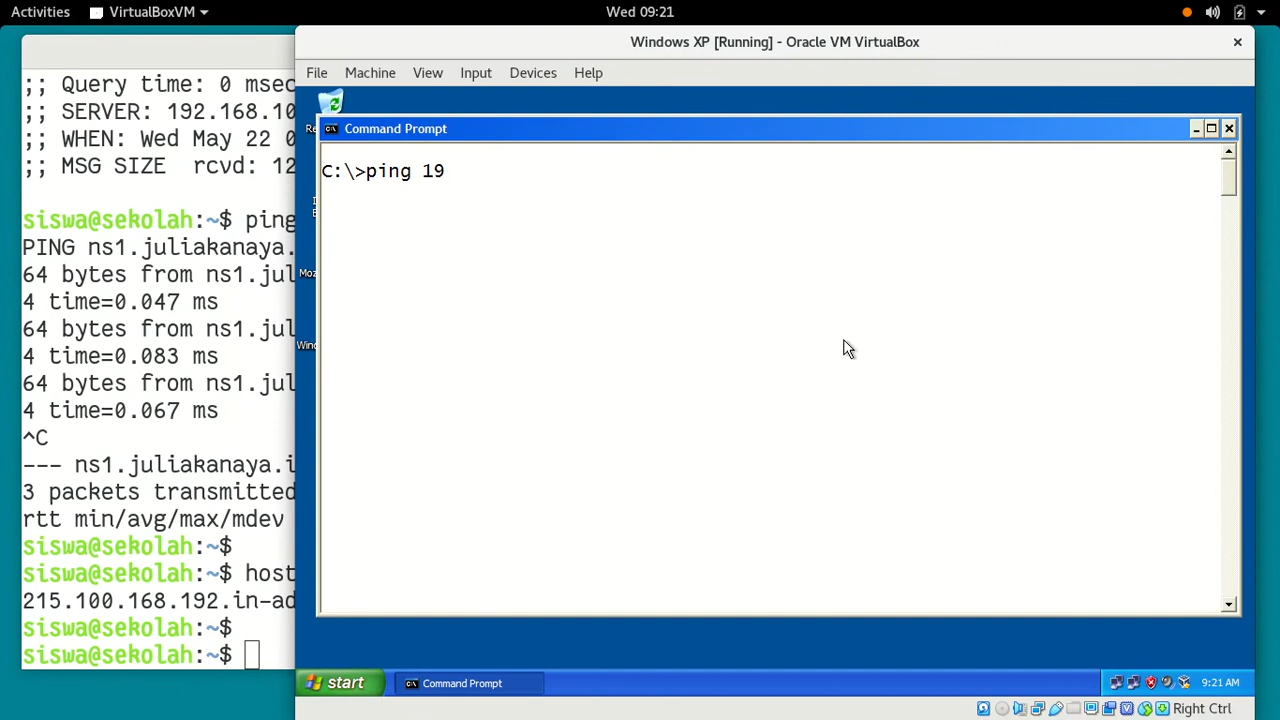 Activities
VirtualBoxVM
Wed 09:21
Windows XP [Running] - Oracle VM VirtualBox
File Machine View Input Devices Help
;; Query time: 0 msec
;; SERVER: 192.168.10
;; WHEN: Wed May 22 0
;; MSG SIZE rcvd: 12
siswa@sekolah:~$ ping
PING ns1.juliakanaya.
64 bytes from ns1.jul
4 time=0.047 ms
64 bytes from ns1.jul
4 time=0.083 ms
64 bytes from ns1.jul
4 time=0.067 ms
^C
--- ns1.juliakanaya.i
3 packets transmitted
rtt min/avg/max/mdev
siswa@sekolah:~$
siswa@sekolah:~$ host
215.100.168.192.in-ad
siswa@sekolah:~$
siswa@sekolah:~$
Re
Moz
Wind
Command Prompt
C:\>ping 19
start
Command Prompt
9:21 AM
Right Ctrl